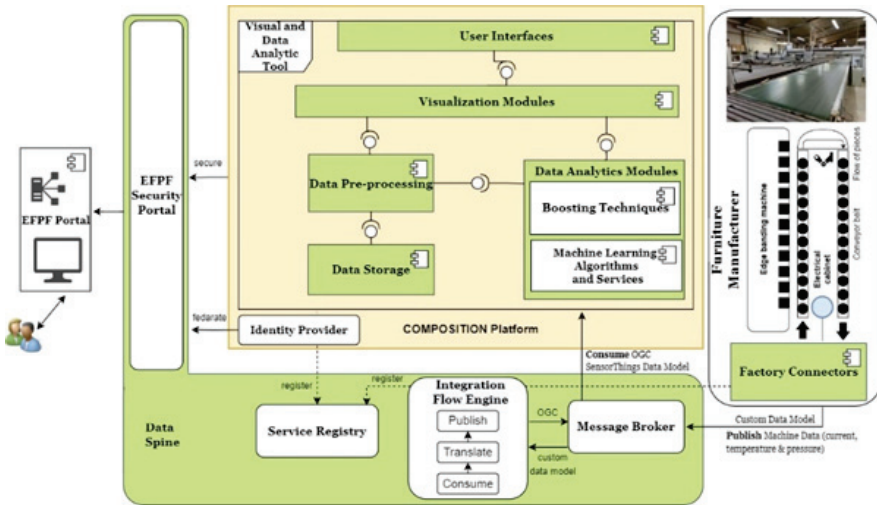 Visual and
Data
Analytic
Tool
User Interfaces
Visualization Modules
Data Pre-processing
Data Analytics Modules
Boosting Techniques
Machine Learning
Algorithms
and Services
Data Storage
COMPOSITION Platform
Identity Provider
secure
fedarate
EFPF
Security
Portal
EFPF Portal
Furniture
Manufacturer
Edge banding machine
Electrical
cabinet
Conveyor belt
Flow of pieces
Factory Connectors
Custom Data Model
Publish Machine Data (current,
temperature & pressure)
Consume OGC
SensorThings Data Model
register
register
Data
Spine
Service Registry
Integration
Flow Engine
Publish
Translate
Consume
OGC
custom
data model
Message Broker